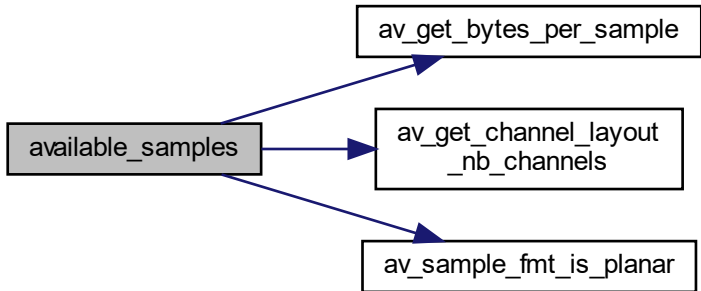 av_get_bytes_per_sample
available_samples
av_get_channel_layout
_nb_channels
av_sample_fmt_is_planar